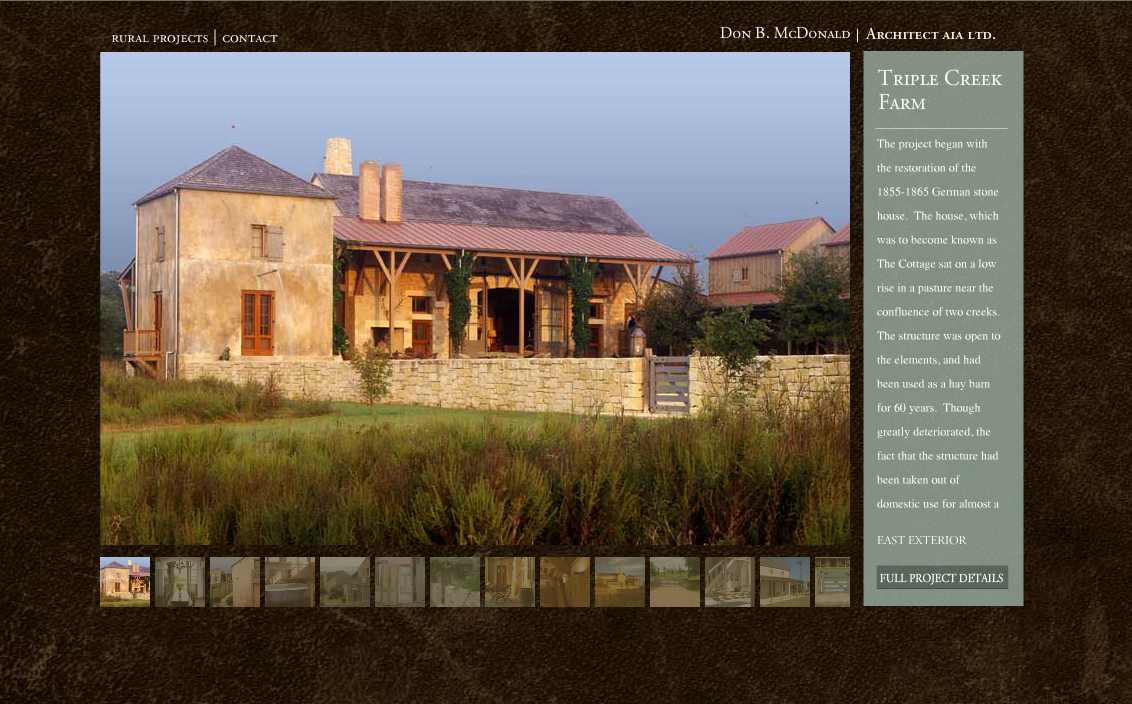 RURAL PROJECTS | CONTACT
DON B. MCDONALD | ARCHITECT AIA LTD.
TRIPLE CREEK
FARM
The project began with
the restoration of the
1855-1865 German stone
house.  The house, which
was to become known as
The Cottage sat on a low
rise in a pasture near the
confluence of two creeks.
The structure was open to
the elements, and had
been used as a hay barn
for 60 years.  Though
greatly deteriorated, the
fact that the structure had
been taken out of
domestic use for almost a
EAST EXTERIOR
FULL PROJECT DETAILS